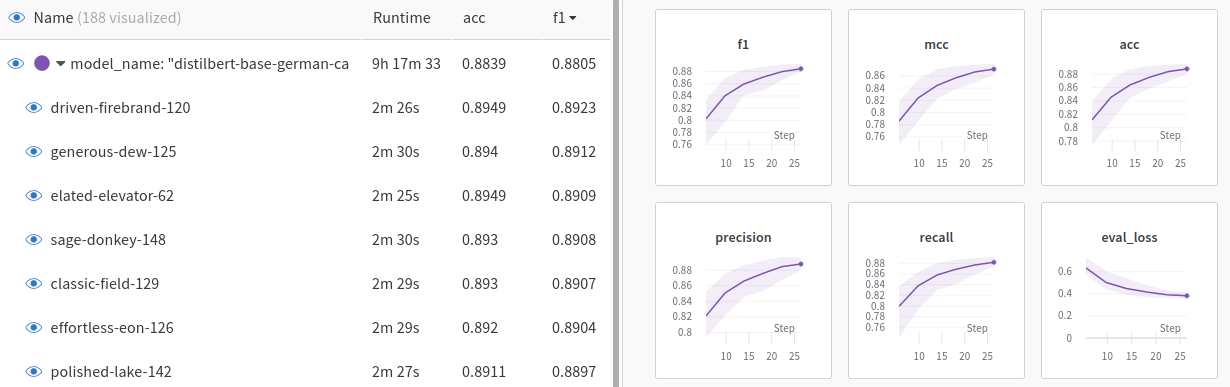 Name (188 visualized) Runtime acc f1
model_name: "distilbert-base-german-ca 9h 17m 33 0.8839 0.8805
driven-firebrand-120 2m 26s 0.8949 0.8923
generous-dew-125 2m 30s 0.894 0.8912
elated-elevator-62 2m 25s 0.8949 0.8909
sage-donkey-148 2m 30s 0.893 0.8908
classic-field-129 2m 29s 0.893 0.8907
effortless-eon-126 2m 29s 0.892 0.8904
polished-lake-142 2m 27s 0.8911 0.8897
f1
0.88
0.86
0.84
0.82
0.8
0.78
0.76
Step
10 15 20 25
mcc
0.86
0.84
0.82
0.8
0.78
0.76
Step
10 15 20 25
acc
0.88
0.86
0.84
0.82
0.8
0.78
Step
10 15 20 25
precision
0.88
0.86
0.84
0.82
0.8
Step
10 15 20 25
recall
0.88
0.86
0.84
0.82
0.8
0.78
0.76
Step
10 15 20 25
eval_loss
0.6
0.4
0.2
0
Step
10 15 20 25